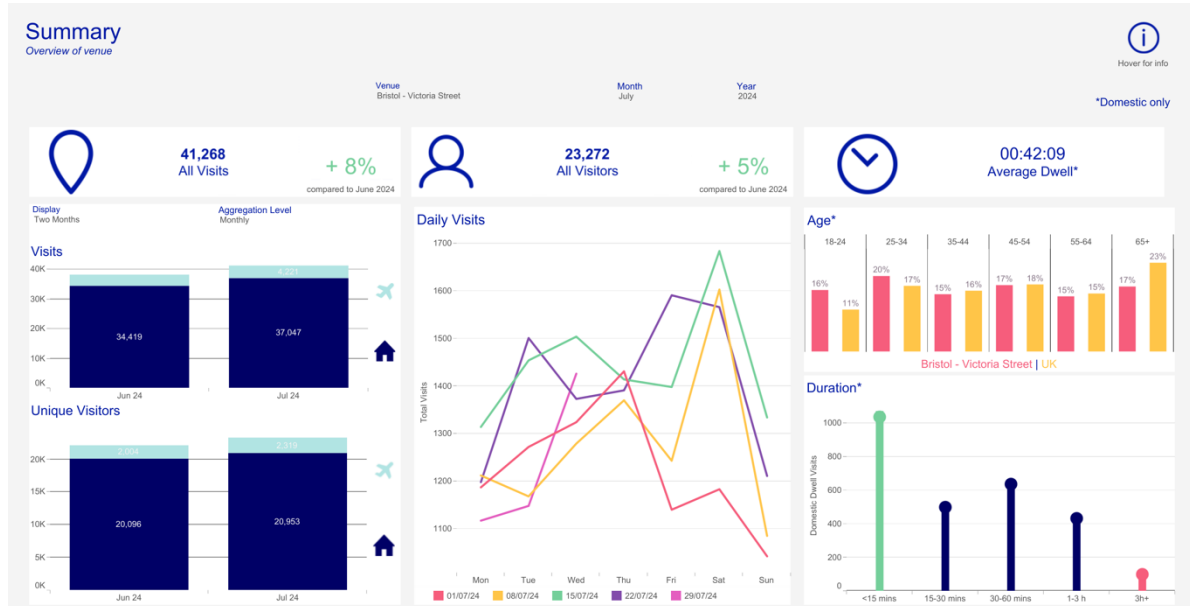 Summary
Overview of venue
Hover for info
Venue
Bristol - Victoria Street
Month
July
Year
2024
*Domestic only
41,268
All Visits
+ 8%
compared to June 2024
23,272
All Visitors
+ 5%
compared to June 2024
00:42:09
Average Dwell*
Display
Two Months
Aggregation Level
Monthly
Visits
40K
30K
20K
10K
0K
34,419
4,221
37,047
Jun 24
Jul 24
Unique Visitors
20K
15K
10K
5K
0K
2,004
20,096
2,319
20,953
Jun 24
Jul 24
Daily Visits
Total Visits
1700
1600
1500
1400
1300
1200
1100
Mon Tue Wed Thu Fri Sat Sun
01/07/24 08/07/24 15/07/24 22/07/24 29/07/24
Age*
18-24 25-34 35-44 45-54 55-64 65+
16% 11% 20% 17% 15% 16% 17% 18% 15% 15% 17% 23%
Bristol - Victoria Street | UK
Duration*
Domestic Dwell Visits
1000
800
600
400
200
0
<15 mins 15-30 mins 30-60 mins 1-3 h 3h+